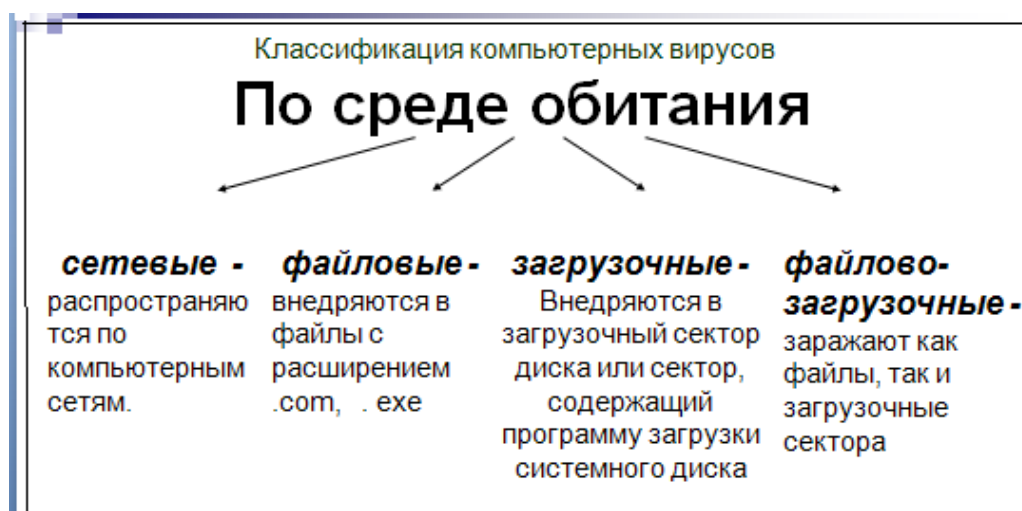 Классификация компьютерных вирусов
По среде обитания
сетевые -
распространяю
тся по
компьютерным
сетям.
файловые -
внедряются в
файлы с
расширением
.com, . exe
загрузочные -
Внедряются в
загрузочный сектор
диска или сектор,
содержащий
программу загрузки
системного диска
файлово-
загрузочные -
заражают как
файлы, так и
загрузочные
сектора